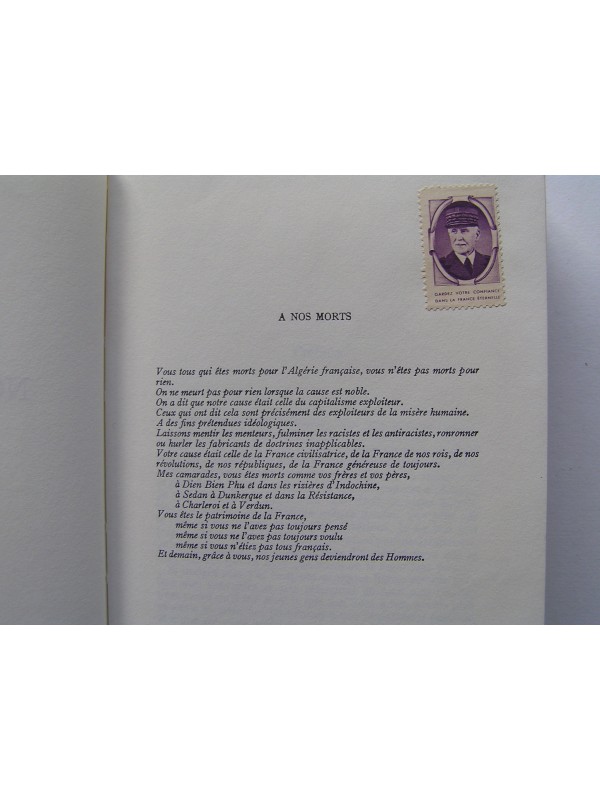 GARDEZ VOTRE CONFIANCE
DANS LA FRANCE ÉTERNELLE
A NOS MORTS
Vous tous qui êtes morts pour l'Algérie française, vous n'êtes pas morts pour
rien.
On ne meurt pas pour rien lorsque la cause est noble.
On a dit que notre cause était celle du capitalisme exploiteur.
Ceux qui ont dit cela sont précisément des exploiteurs de la misère humaine.
A des fins prétendues idéologiques.
Laissons mentir les menteurs, fulminer les racistes et les antiracistes, ronronner
ou hurler les fabricants de doctrines inapplicables.
Votre cause était celle de la France civilisatrice, de la France de nos rois, de nos
révolutions, de nos républiques, de la France généreuse de toujours.
Mes camarades, vous êtes morts comme vos frères et vos pères,
à Dien Bien Phu et dans les rizières d'Indochine,
à Sedan à Dunkerque et dans la Résistance,
à Charleroi et à Verdun.
Vous êtes le patrimoine de la France,
même si vous ne l'avez pas toujours pensé
même si vous ne l'avez pas toujours voulu
même si vous n'étiez pas tous français.
Et demain, grâce à vous, nos jeunes gens deviendront des Hommes.